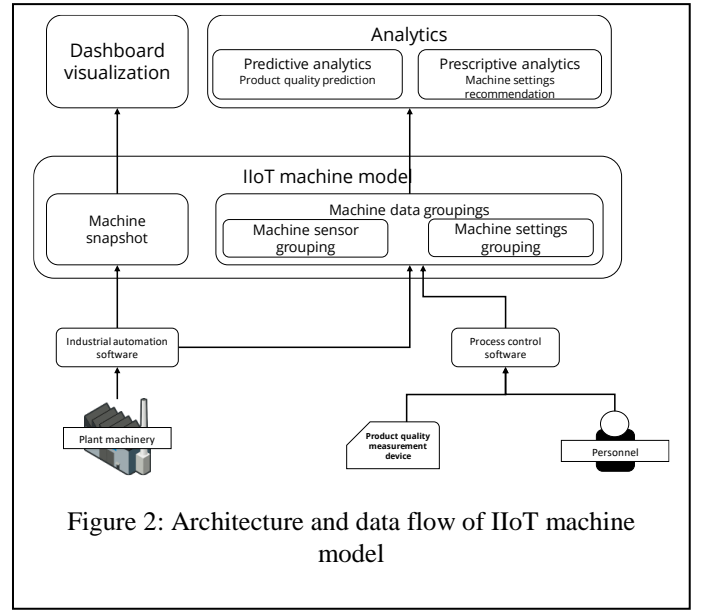 Dashboard
visualization
Analytics
Predictive analytics
Product quality prediction
Prescriptive analytics
Machine settings
recommendation
IIoT machine model
Machine
snapshot
Machine data groupings
Machine sensor
grouping
Machine settings
grouping
Industrial automation
software
Process control
software
Plant machinery
Product quality
measurement
device
Personnel
Figure 2: Architecture and data flow of IIoT machine
model